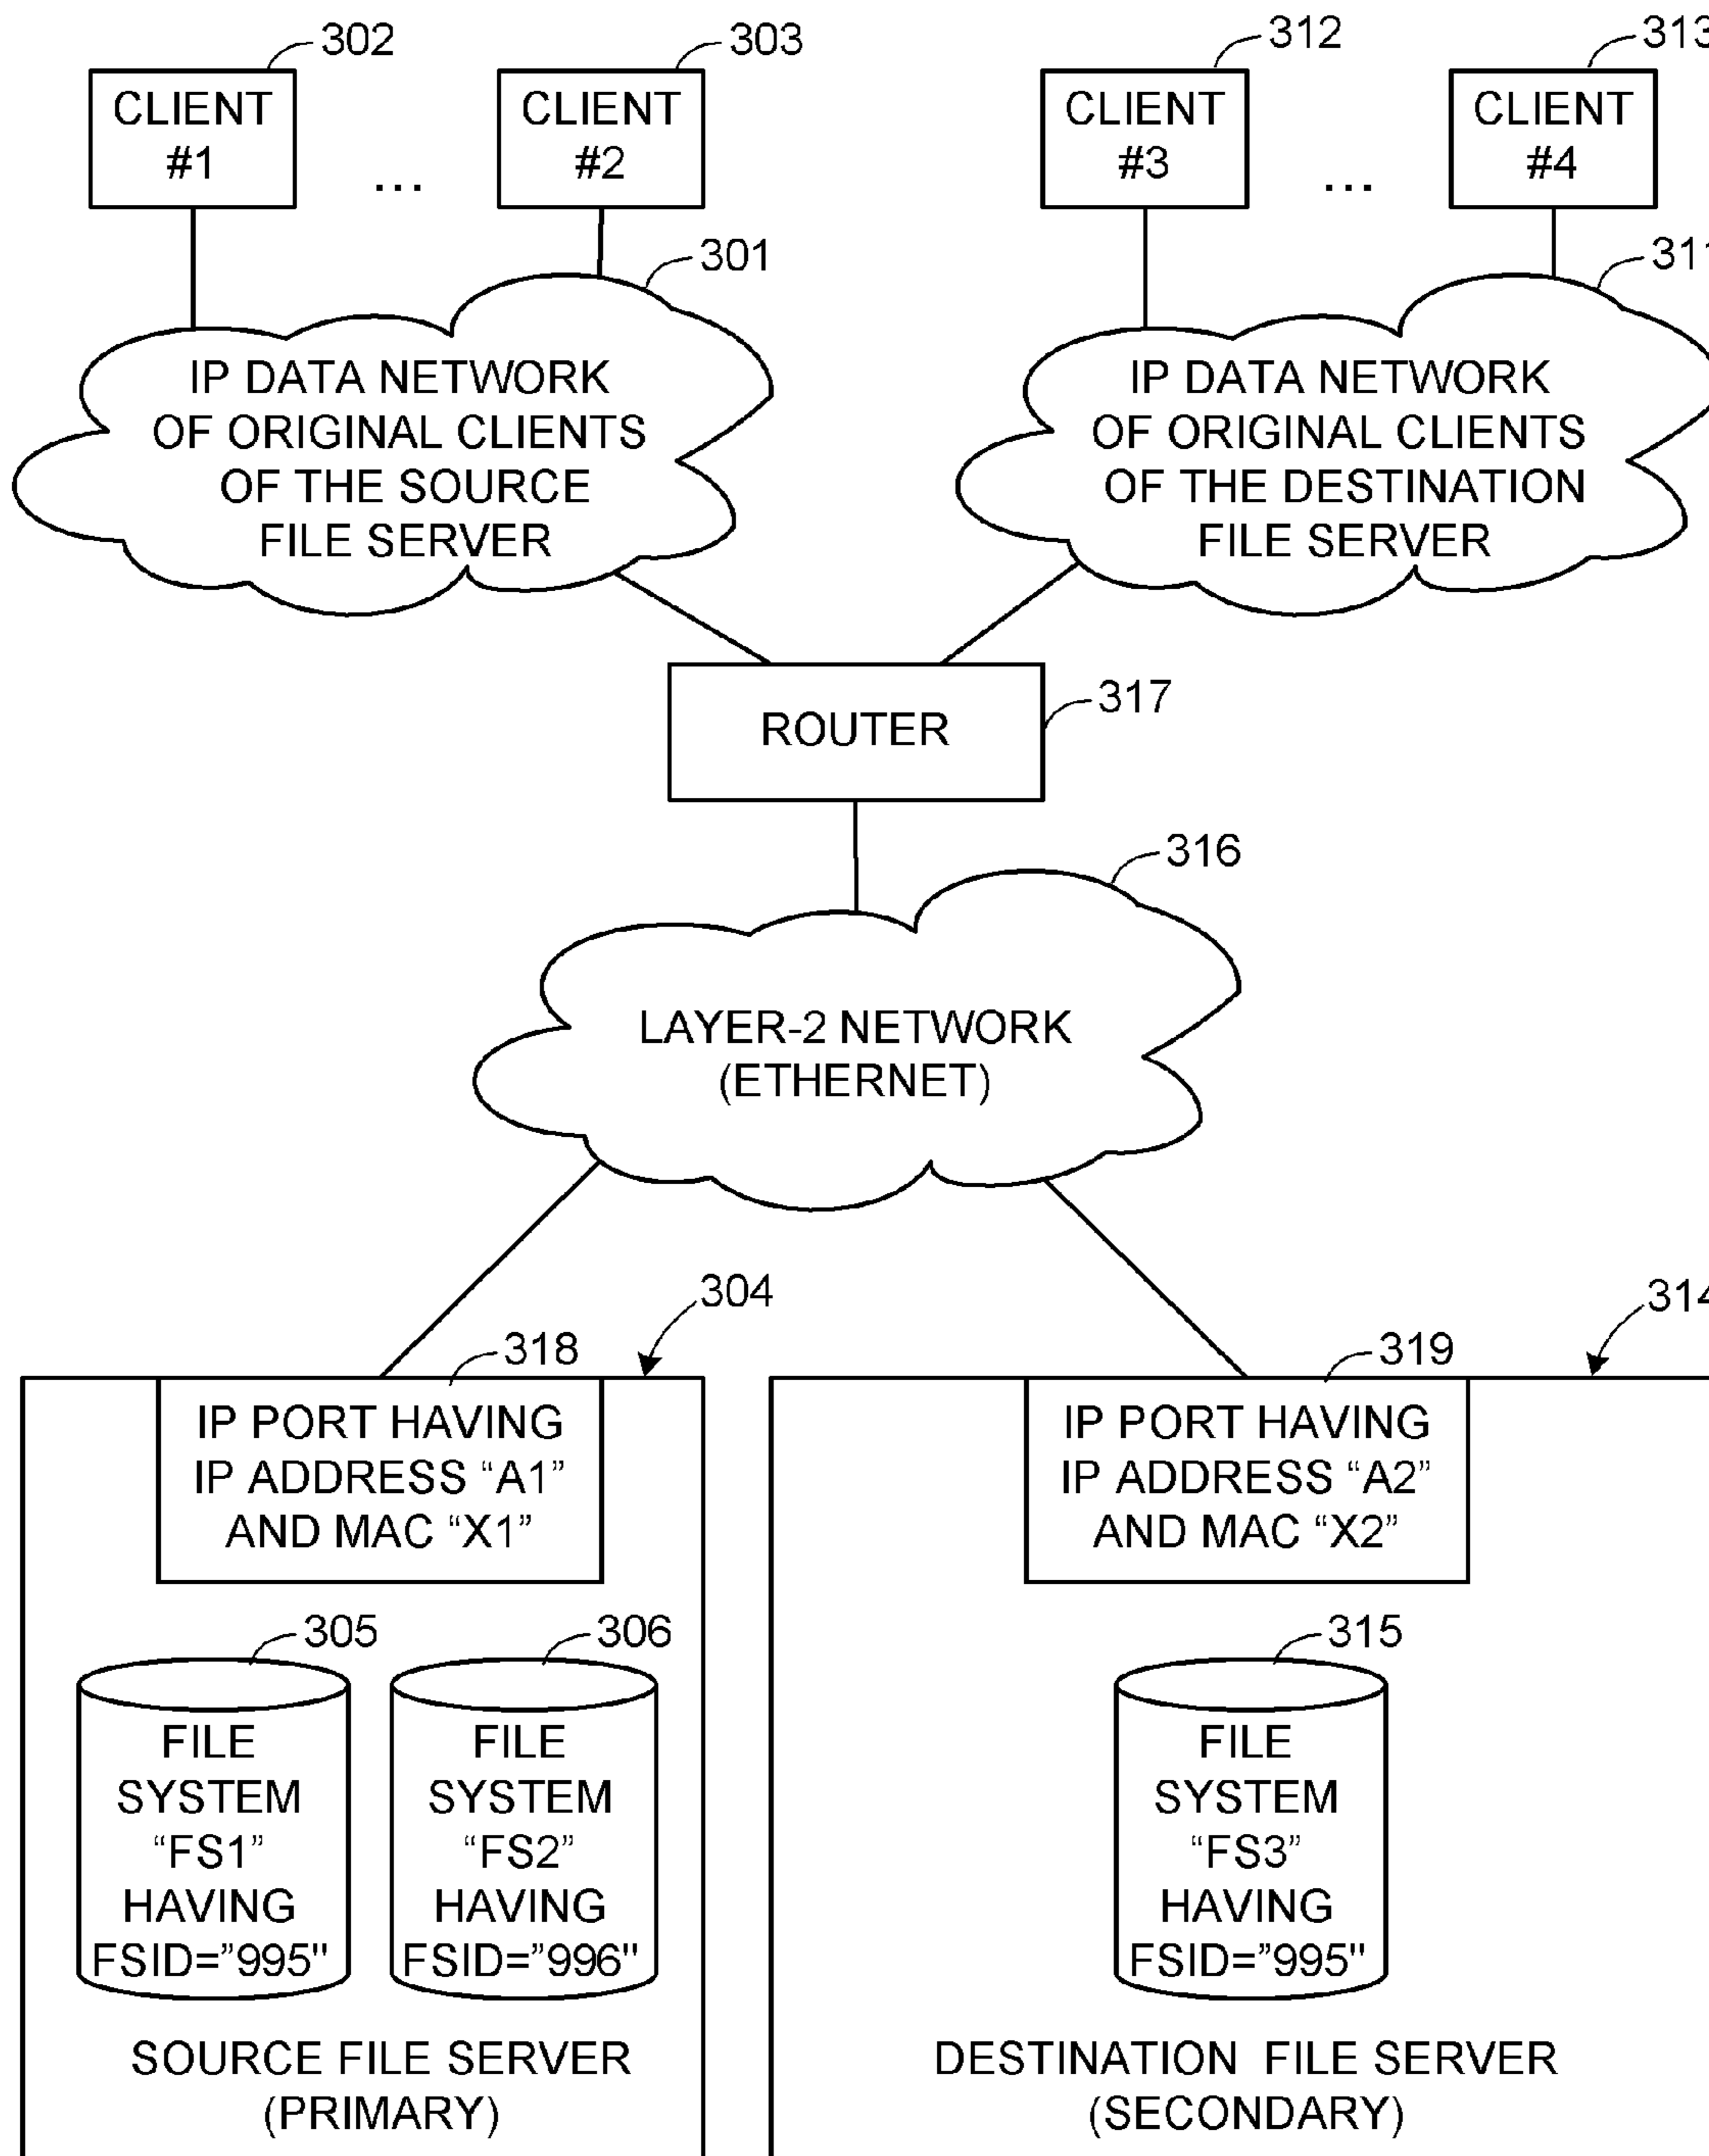 302
303
312
313
CLIENT
#1
...
CLIENT
#2
CLIENT
#3
...
CLIENT
#4
301
IP DATA NETWORK
OF ORIGINAL CLIENTS
OF THE SOURCE
FILE SERVER
311
IP DATA NETWORK
OF ORIGINAL CLIENTS
OF THE DESTINATION
FILE SERVER
ROUTER
317
316
LAYER-2 NETWORK
(ETHERNET)
304
314
318
IP PORT HAVING
IP ADDRESS “A1”
AND MAC “X1”
319
IP PORT HAVING
IP ADDRESS “A2”
AND MAC “X2”
305
FILE
SYSTEM
“FS1”
HAVING
FSID=”995"
306
FILE
SYSTEM
“FS2”
HAVING
FSID=”996"
315
FILE
SYSTEM
“FS3”
HAVING
FSID=”995"
SOURCE FILE SERVER
(PRIMARY)
DESTINATION FILE SERVER
(SECONDARY)